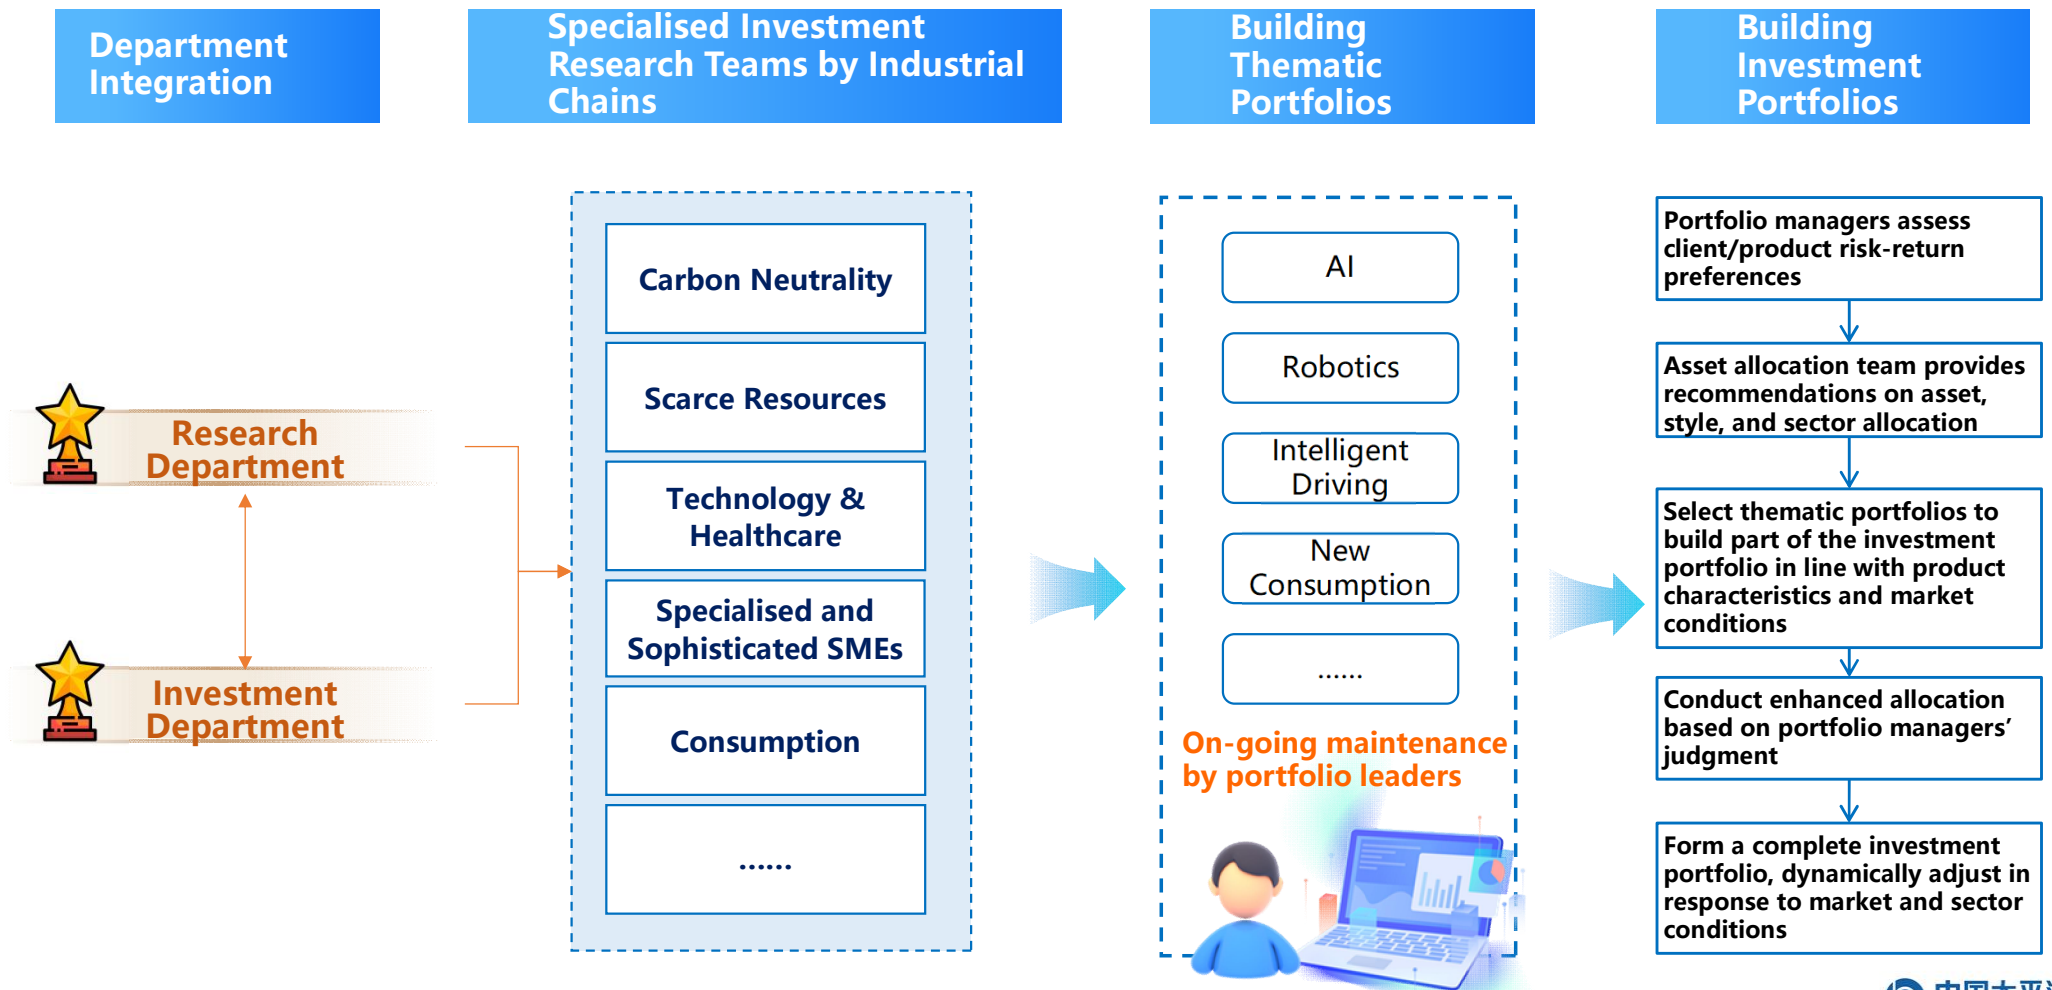 Department
Integration
Specialised Investment
Research Teams by Industrial
Chains
Building
Thematic
Portfolios
Building
Investment
Portfolios
Research
Department
Investment
Department
Carbon Neutrality
Scarce Resources
Technology &
Healthcare
Specialised and
Sophisticated SMEs
Consumption
......
AI
Robotics
Intelligent
Driving
New
Consumption
......
On-going maintenance
by portfolio leaders
Portfolio managers assess
client/product risk-return
preferences
Asset allocation team provides
recommendations on asset,
style, and sector allocation
Select thematic portfolios to
build part of the investment
portfolio in line with product
characteristics and market
conditions
Conduct enhanced allocation
based on portfolio managers’
judgment
Form a complete investment
portfolio, dynamically adjust in
response to market and sector
conditions
中国太平